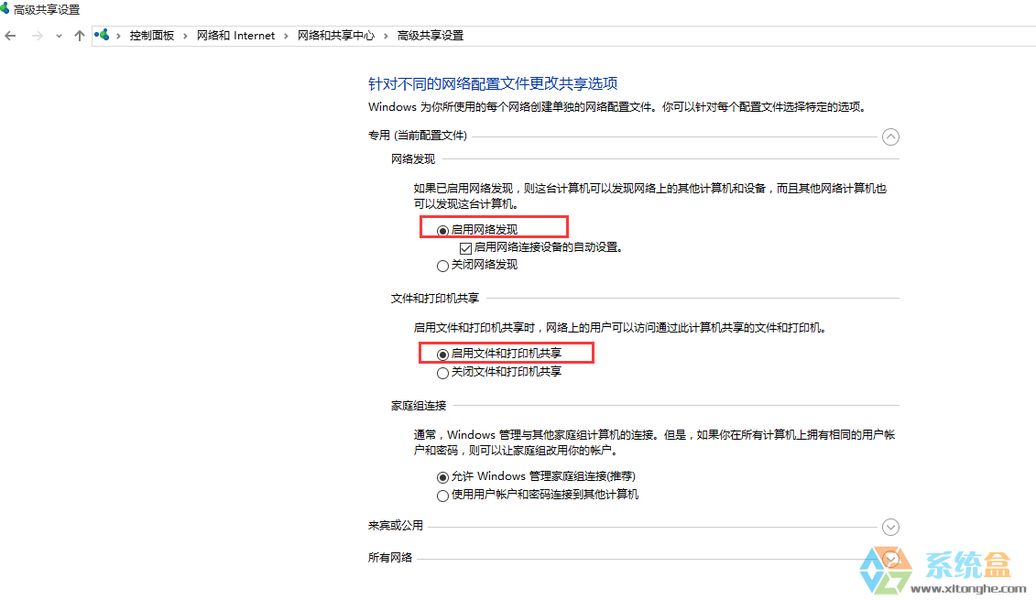 高级共享设置
控制面板 › 网络和 Internet › 网络和共享中心 › 高级共享设置
针对不同的网络配置文件更改共享选项
Windows 为你所使用的每个网络创建单独的网络配置文件。你可以针对每个配置文件选择特定的选项。
专用 (当前配置文件)
网络发现
如果已启用网络发现，则这台计算机可以发现网络上的其他计算机和设备，而且其他网络计算机也
可以发现这台计算机。
启用网络发现
启用网络连接设备的自动设置。
关闭网络发现
文件和打印机共享
启用文件和打印机共享时，网络上的用户可以访问通过此计算机共享的文件和打印机。
启用文件和打印机共享
关闭文件和打印机共享
家庭组连接
通常，Windows 管理与其他家庭组计算机的连接。但是，如果你在所有计算机上拥有相同的用户帐
户和密码，则可以让家庭组改用你的帐户。
允许 Windows 管理家庭组连接(推荐)
使用用户帐户和密码连接到其他计算机
来宾或公用
所有网络
系统盒
www.xitonghe.com